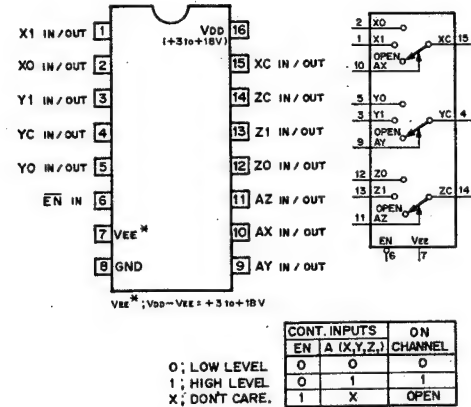 X1 IN/OUT 1
X0 IN/OUT 2
Y1 IN/OUT 3
YC IN/OUT 4
Y0 IN/OUT 5
EN IN 6
7 VEE*
8 GND
VDD 16
(+3to+18V)
15 XC IN/OUT
14 ZC IN/OUT
13 Z1 IN/OUT
12 Z0 IN/OUT
11 AZ IN/OUT
10 AX IN/OUT
9 AY IN/OUT
VEE*; VDD-VEE=+3to+18V
2 X0
1 X1 XC 15
OPEN
10 AX
5 Y0
3 Y1 YC 4
OPEN
9 AY
12 Z0
13 Z1 ZC 14
OPEN
11 AZ
EN VEE
6 7
CONT. INPUTS ON
EN A (X,Y,Z,) CHANNEL
0 0 0
0 1 1
1 X OPEN
0; LOW LEVEL
1; HIGH LEVEL
X; DON'T CARE.